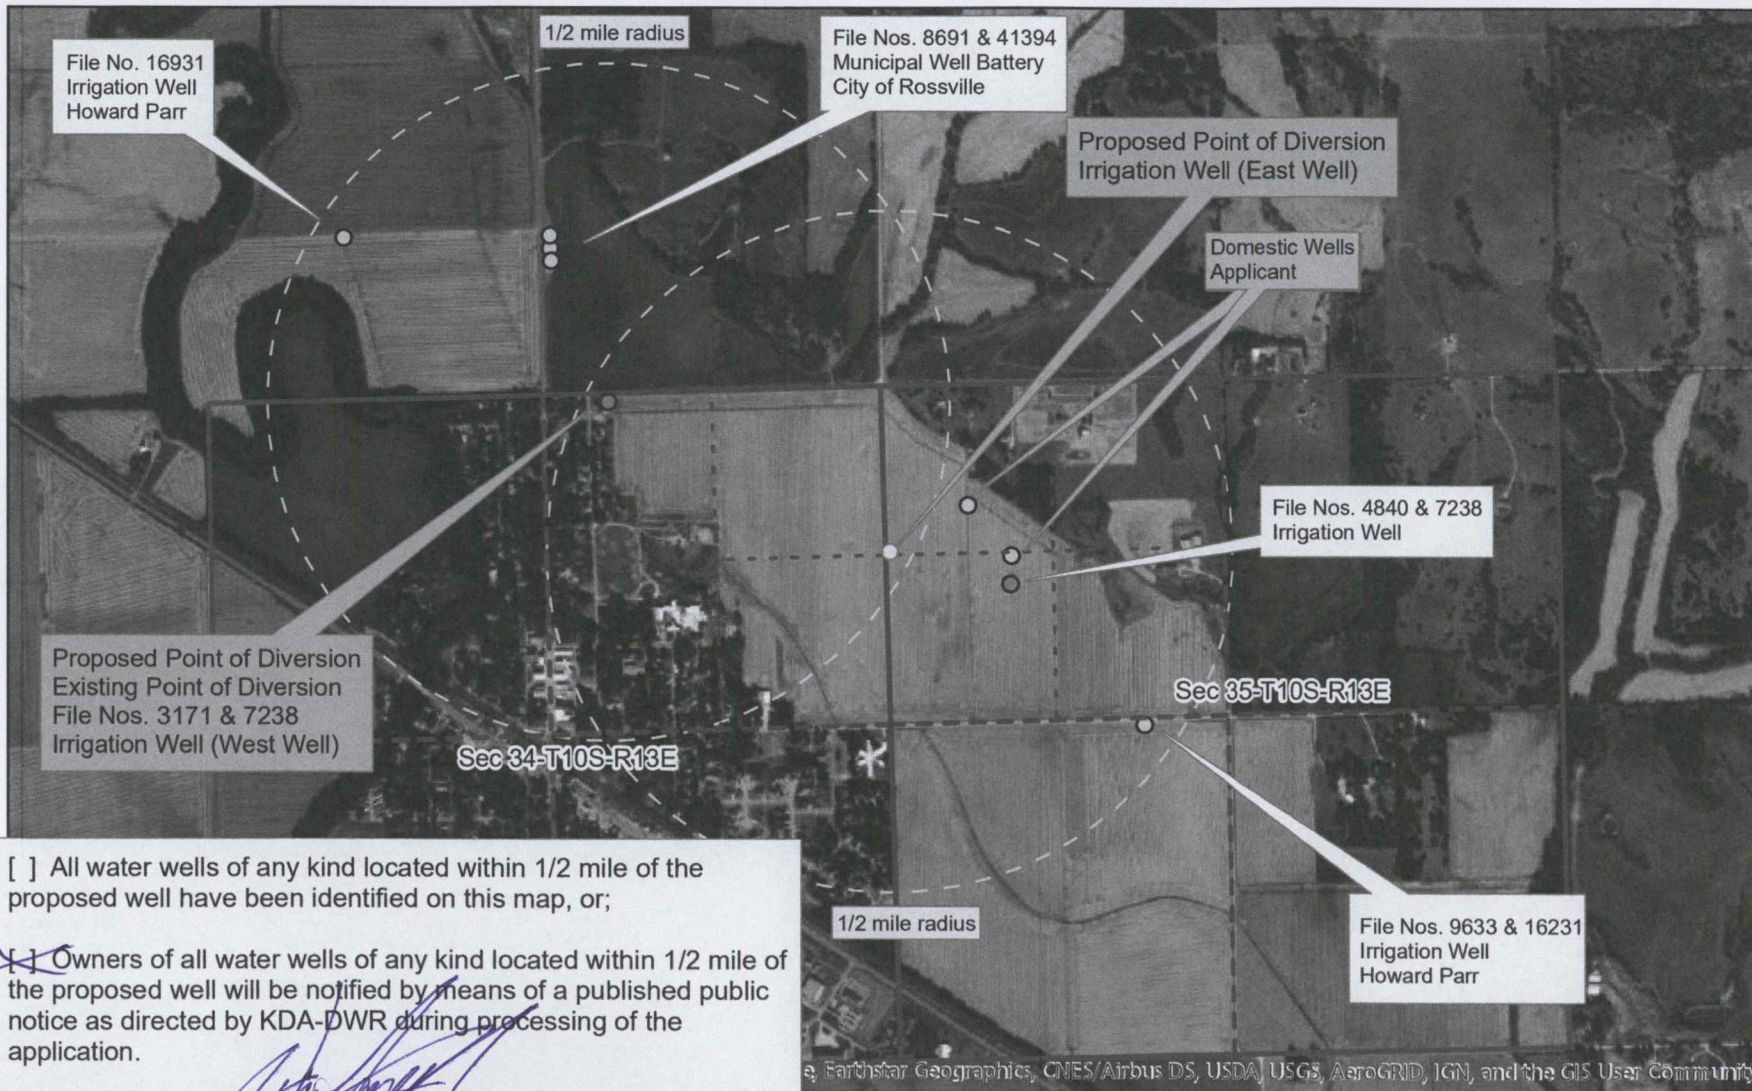 1/2 mile radius
File No. 16931
Irrigation Well
Howard Parr
File Nos. 8691 & 41394
Municipal Well Battery
City of Rossville
Proposed Point of Diversion
Irrigation Well (East Well)
Domestic Wells
Applicant
File Nos. 4840 & 7238
Irrigation Well
Proposed Point of Diversion
Existing Point of Diversion
File Nos. 3171 & 7238
Irrigation Well (West Well)
Sec 35-T10S-R13E
Sec 34-T10S-R13E
1/2 mile radius
File Nos. 9633 & 16231
Irrigation Well
Howard Parr
[ ] All water wells of any kind located within 1/2 mile of the
proposed well have been identified on this map, or;
[ ] Owners of all water wells of any kind located within 1/2 mile of
the proposed well will be notified by means of a published public
notice as directed by KDA-DWR during processing of the
application.
e, Earthstar Geographics, CNES/Airbus DS, USDA, USGS, AeroGRID, IGN, and the GIS User Community